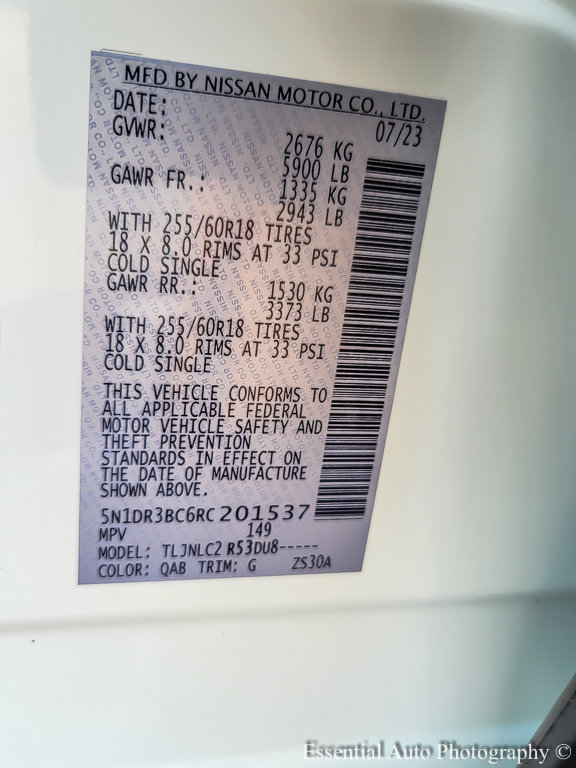 MFD BY NISSAN MOTOR CO., LTD.
DATE: 07/23
GVWR: 2676 KG
5900 LB
GAWR FR.: 1335 KG
2943 LB
WITH 255/60R18 TIRES
18 X 8.0 RIMS AT 33 PSI
COLD SINGLE
GAWR RR.: 1530 KG
3373 LB
WITH 255/60R18 TIRES
18 X 8.0 RIMS AT 33 PSI
COLD SINGLE
THIS VEHICLE CONFORMS TO
ALL APPLICABLE FEDERAL
MOTOR VEHICLE SAFETY AND
THEFT PREVENTION
STANDARDS IN EFFECT ON
THE DATE OF MANUFACTURE
SHOWN ABOVE.
5N1DR3BC6RC201537
MPV 149
MODEL: TLJNLC2 R53DU8-----
COLOR: QAB TRIM: G ZS30A
Essential Auto Photography ©